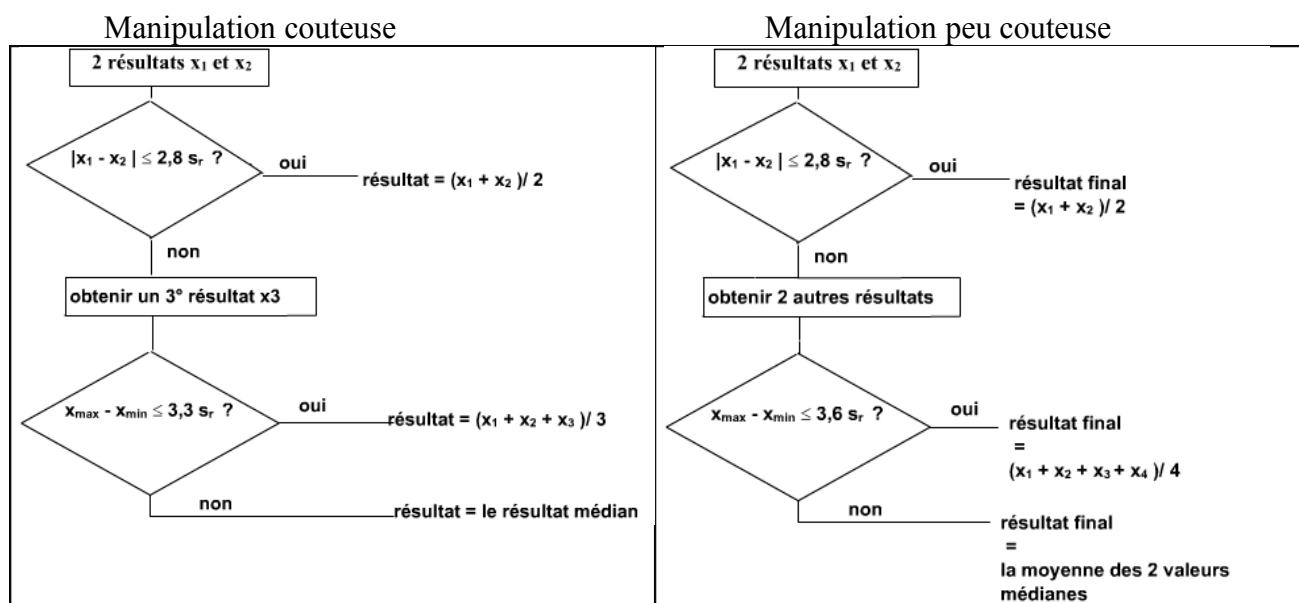 Manipulation couteuse
2 résultats x₁ et x₂
|x₁ - x₂ | ≤ 2,8 sᵣ ?
oui
résultat = (x₁ + x₂ )/ 2
non
obtenir un 3° résultat x3
xₘₐₓ - xₘᵢₙ ≤ 3,3 sᵣ ?
oui
résultat = (x₁ + x₂ + x₃ )/ 3
non
résultat = le résultat médian
Manipulation peu couteuse
2 résultats x₁ et x₂
|x₁ - x₂ | ≤ 2,8 sᵣ ?
oui
résultat final
= (x₁ + x₂ )/ 2
non
obtenir 2 autres résultats
xₘₐₓ - xₘᵢₙ ≤ 3,6 sᵣ ?
oui
résultat final
=
(x₁ + x₂ + x₃ + x₄ )/ 4
non
résultat final
=
la moyenne des 2 valeurs
médianes